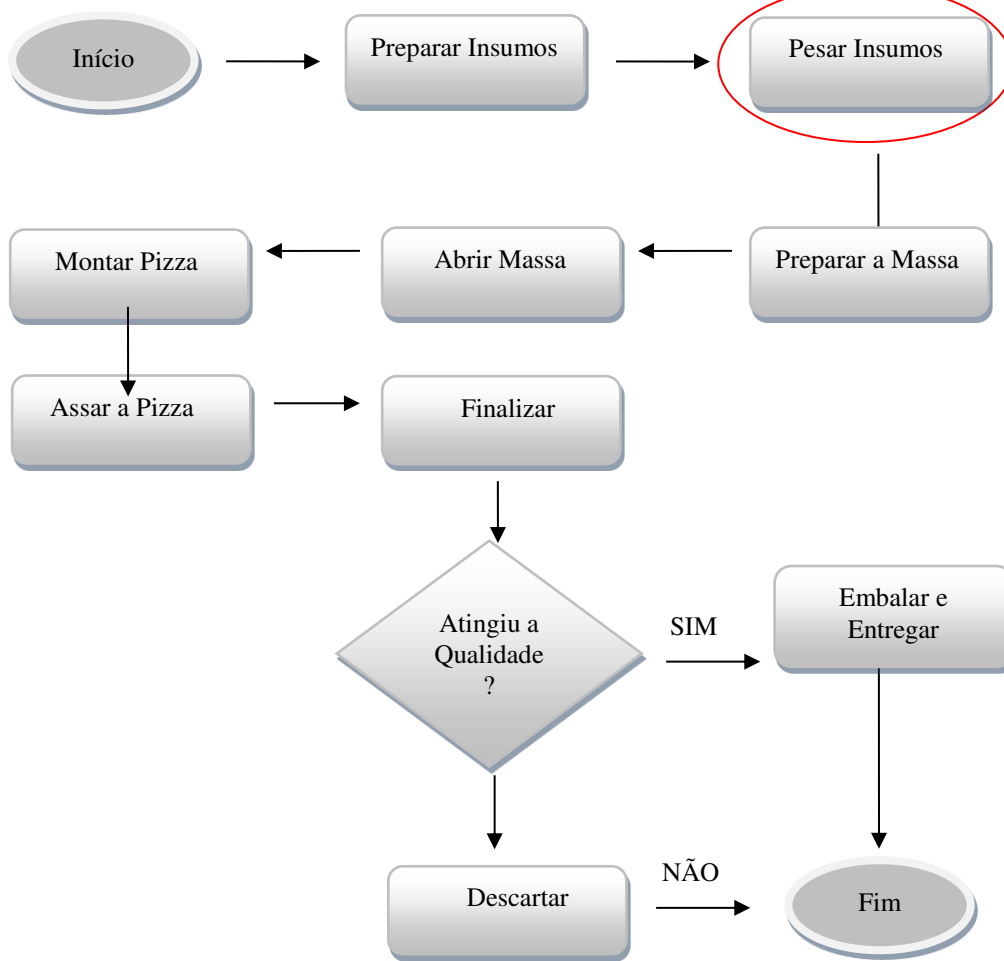 Início
Preparar Insumos
Pesar Insumos
Preparar a Massa
Abrir Massa
Montar Pizza
Assar a Pizza
Finalizar
Atingiu a
Qualidade
?
SIM
Embalar e
Entregar
Descartar
NÃO
Fim